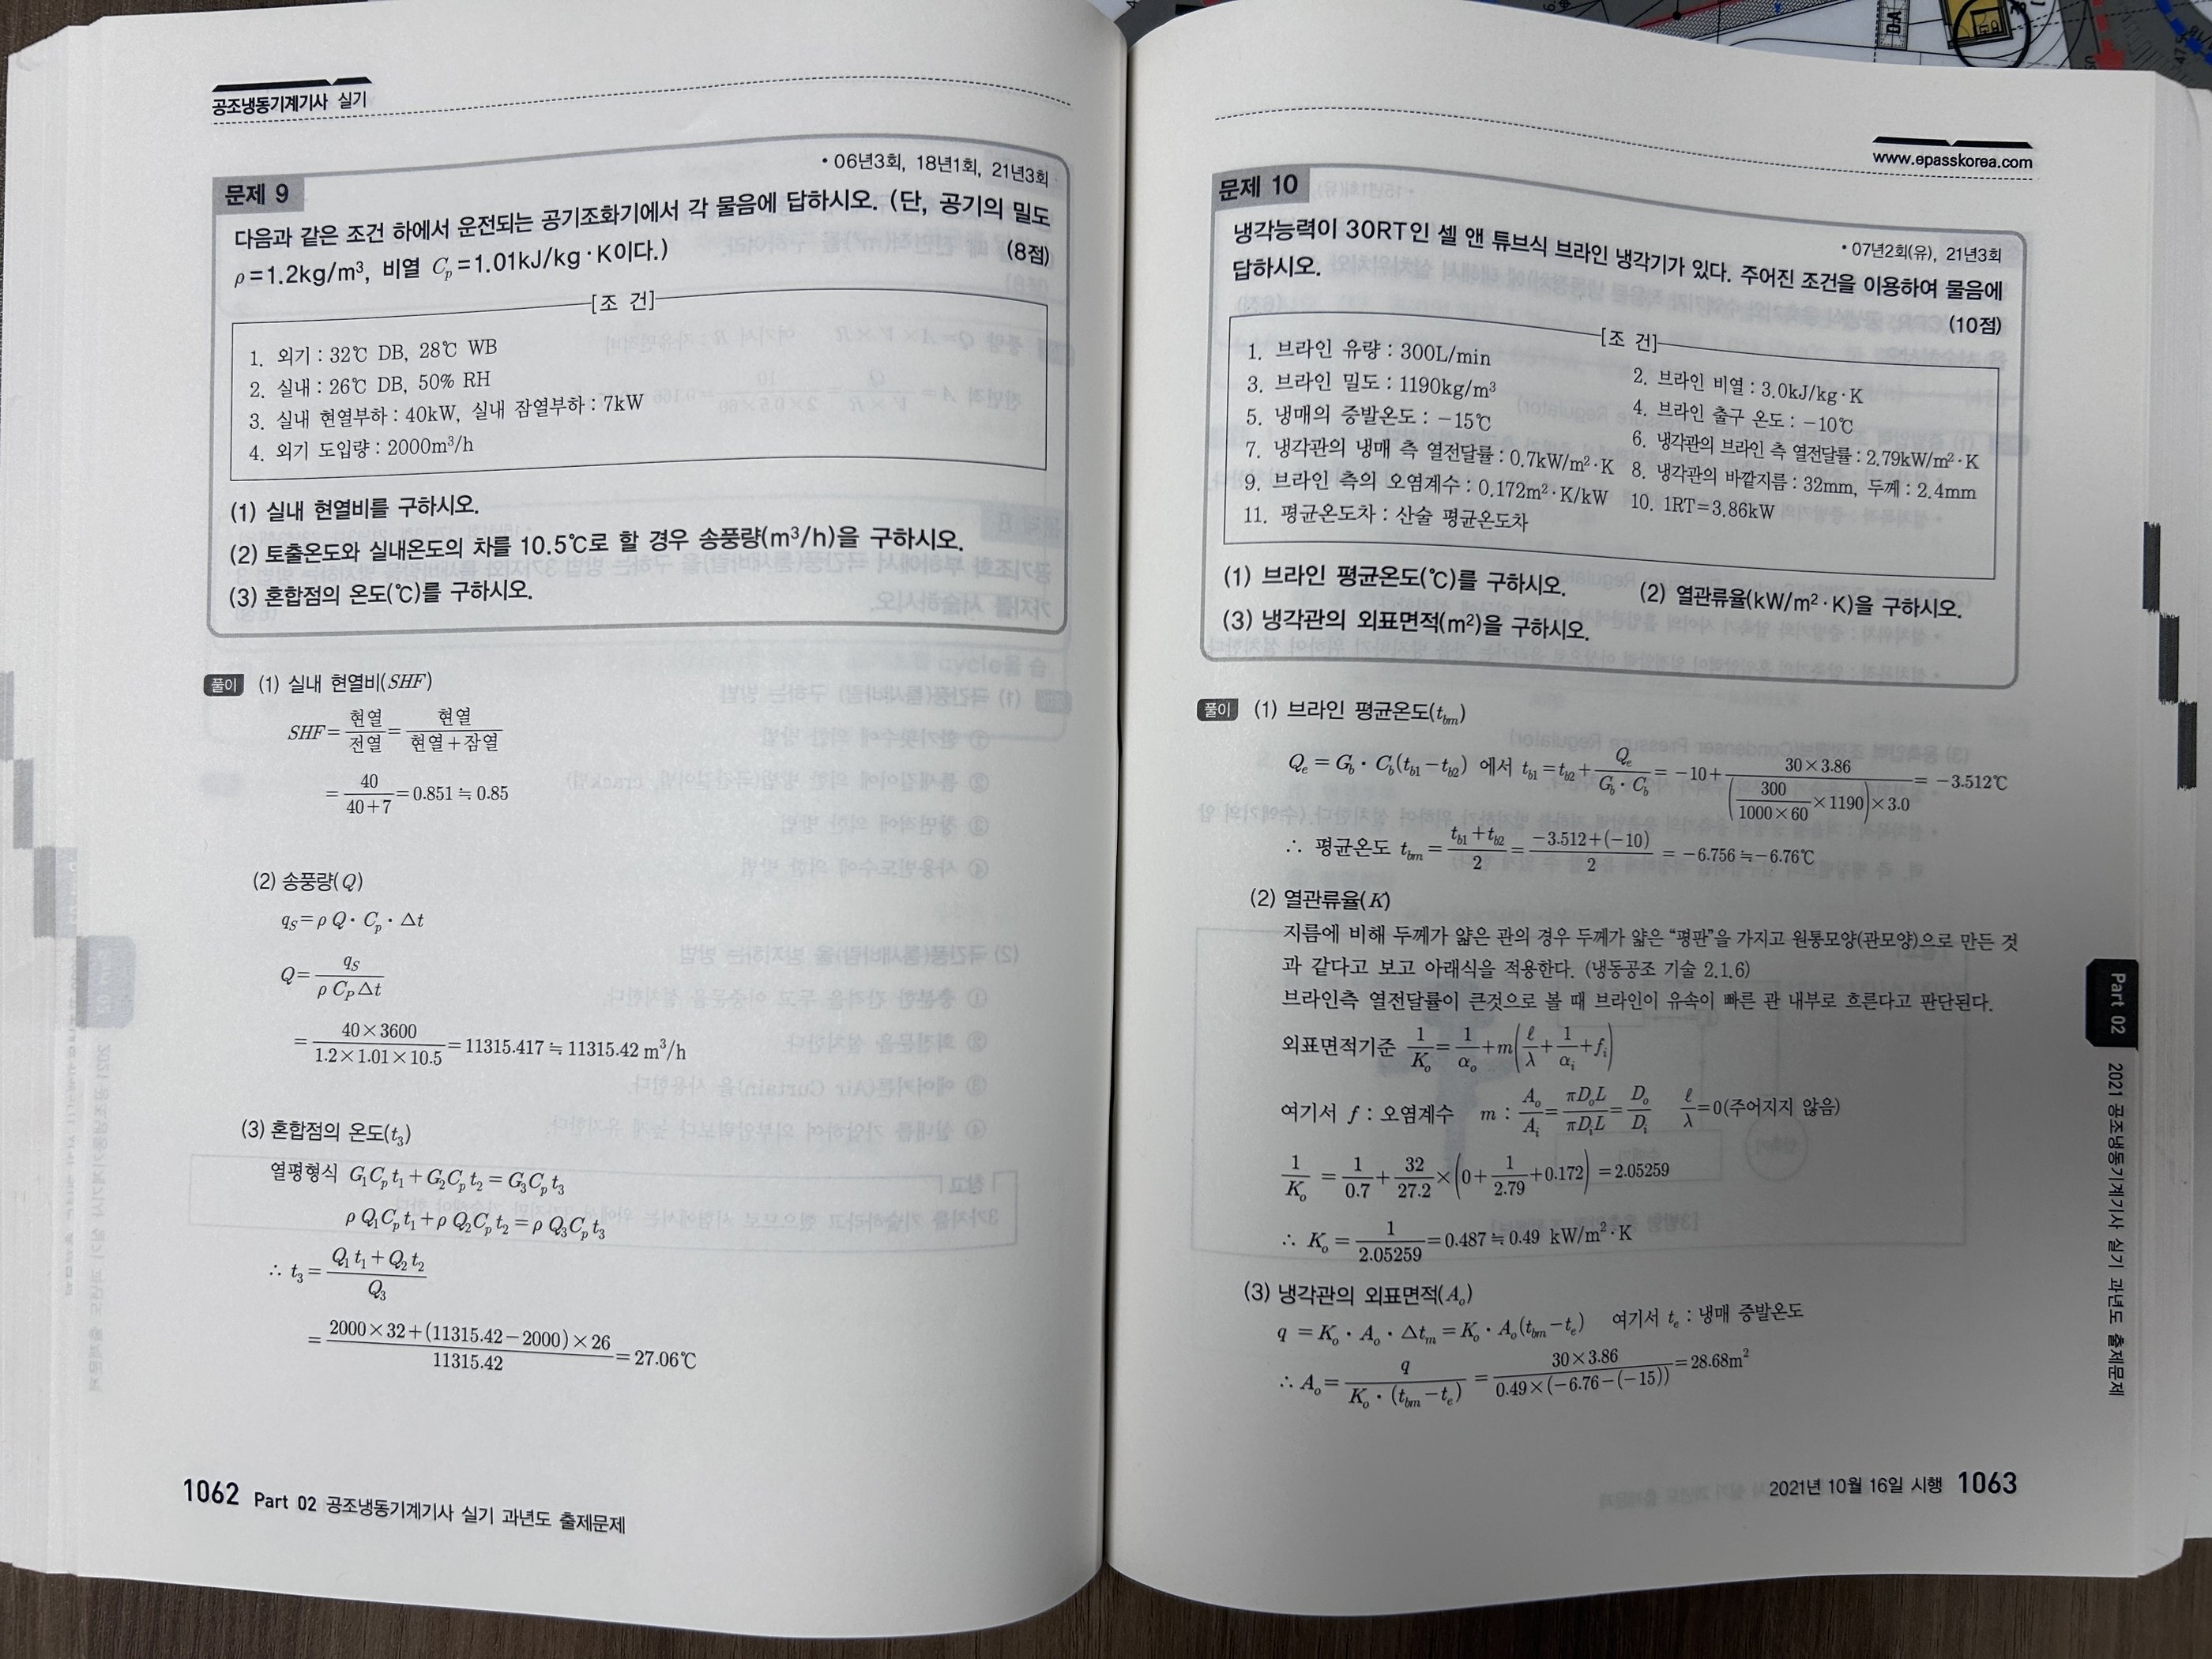 공조냉동기계기사 실기
• 06년3회, 18년1회, 21년3회
문제 9
다음과 같은 조건 하에서 운전되는 공기조화기에서 각 물음에 답하시오. (단, 공기의 밀도
ρ=1.2kg/m³, 비열 Cp=1.01kJ/kg·K이다.) (8점)
[조 건]
1. 외기 : 32℃ DB, 28℃ WB
2. 실내 : 26℃ DB, 50% RH
3. 실내 현열부하 : 40kW, 실내 잠열부하 : 7kW
4. 외기 도입량 : 2000m³/h
(1) 실내 현열비를 구하시오.
(2) 토출온도와 실내온도의 차를 10.5℃로 할 경우 송풍량(m³/h)을 구하시오.
(3) 혼합점의 온도(℃)를 구하시오.
풀이 (1) 실내 현열비(SHF)
SHF = 현열/전열 = 현열/(현열+잠열)
= 40/(40+7) = 0.851 ≒ 0.85
(2) 송풍량(Q)
qS = ρ Q · Cp · Δt
Q = qS/(ρ CP Δt)
= (40×3600)/(1.2×1.01×10.5) = 11315.417 ≒ 11315.42 m³/h
(3) 혼합점의 온도(t₃)
열평형식 G₁Cp t₁ + G₂Cp t₂ = G₃Cp t₃
ρ Q₁Cp t₁ + ρ Q₂Cp t₂ = ρ Q₃Cp t₃
∴ t₃ = (Q₁ t₁ + Q₂ t₂)/Q₃
= (2000×32+(11315.42−2000)×26)/11315.42 = 27.06℃
1062 Part 02 공조냉동기계기사 실기 과년도 출제문제
www.epasskorea.com
문제 10
• 07년2회(유), 21년3회
냉각능력이 30RT인 셀 앤 튜브식 브라인 냉각기가 있다. 주어진 조건을 이용하여 물음에
답하시오. (10점)
[조 건]
1. 브라인 유량 : 300L/min 2. 브라인 비열 : 3.0kJ/kg·K
3. 브라인 밀도 : 1190kg/m³ 4. 브라인 출구 온도 : −10℃
5. 냉매의 증발온도 : −15℃ 6. 냉각관의 브라인 측 열전달률 : 2.79kW/m²·K
7. 냉각관의 냉매 측 열전달률 : 0.7kW/m²·K 8. 냉각관의 바깥지름 : 32mm, 두께 : 2.4mm
9. 브라인 측의 오염계수 : 0.172m²·K/kW 10. 1RT=3.86kW
11. 평균온도차 : 산술 평균온도차
(1) 브라인 평균온도(℃)를 구하시오. (2) 열관류율(kW/m²·K)을 구하시오.
(3) 냉각관의 외표면적(m²)을 구하시오.
풀이 (1) 브라인 평균온도(tbm)
Qe = Gb · Cb(tb1−tb2) 에서 tb1 = tb2 + Qe/(Gb · Cb) = −10 + (30×3.86)/((300/(1000×60)×1190)×3.0) = −3.512℃
∴ 평균온도 tbm = (tb1+tb2)/2 = (−3.512+(−10))/2 = −6.756 ≒ −6.76℃
(2) 열관류율(K)
지름에 비해 두께가 얇은 관의 경우 두께가 얇은 “평판”을 가지고 원통모양(관모양)으로 만든 것
과 같다고 보고 아래식을 적용한다. (냉동공조 기술 2.1.6)
브라인측 열전달률이 큰것으로 볼 때 브라인이 유속이 빠른 관 내부로 흐른다고 판단된다.
외표면적기준 1/Ko = 1/αo + m(ℓ/λ + 1/αi + fi)
여기서 f : 오염계수 m : Ao/Ai = πDoL/πDiL = Do/Di ℓ/λ = 0(주어지지 않음)
1/Ko = 1/0.7 + 32/27.2 × (0 + 1/2.79 + 0.172) = 2.05259
∴ Ko = 1/2.05259 = 0.487 ≒ 0.49 kW/m²·K
(3) 냉각관의 외표면적(Ao)
q = Ko · Ao · Δtm = Ko · Ao(tbm−te) 여기서 te : 냉매 증발온도
∴ Ao = q/(Ko · (tbm−te)) = (30×3.86)/(0.49×(−6.76−(−15))) = 28.68m²
2021년 10월 16일 시행 1063
Part 02
2021 공조냉동기계기사 실기 과년도 출제문제